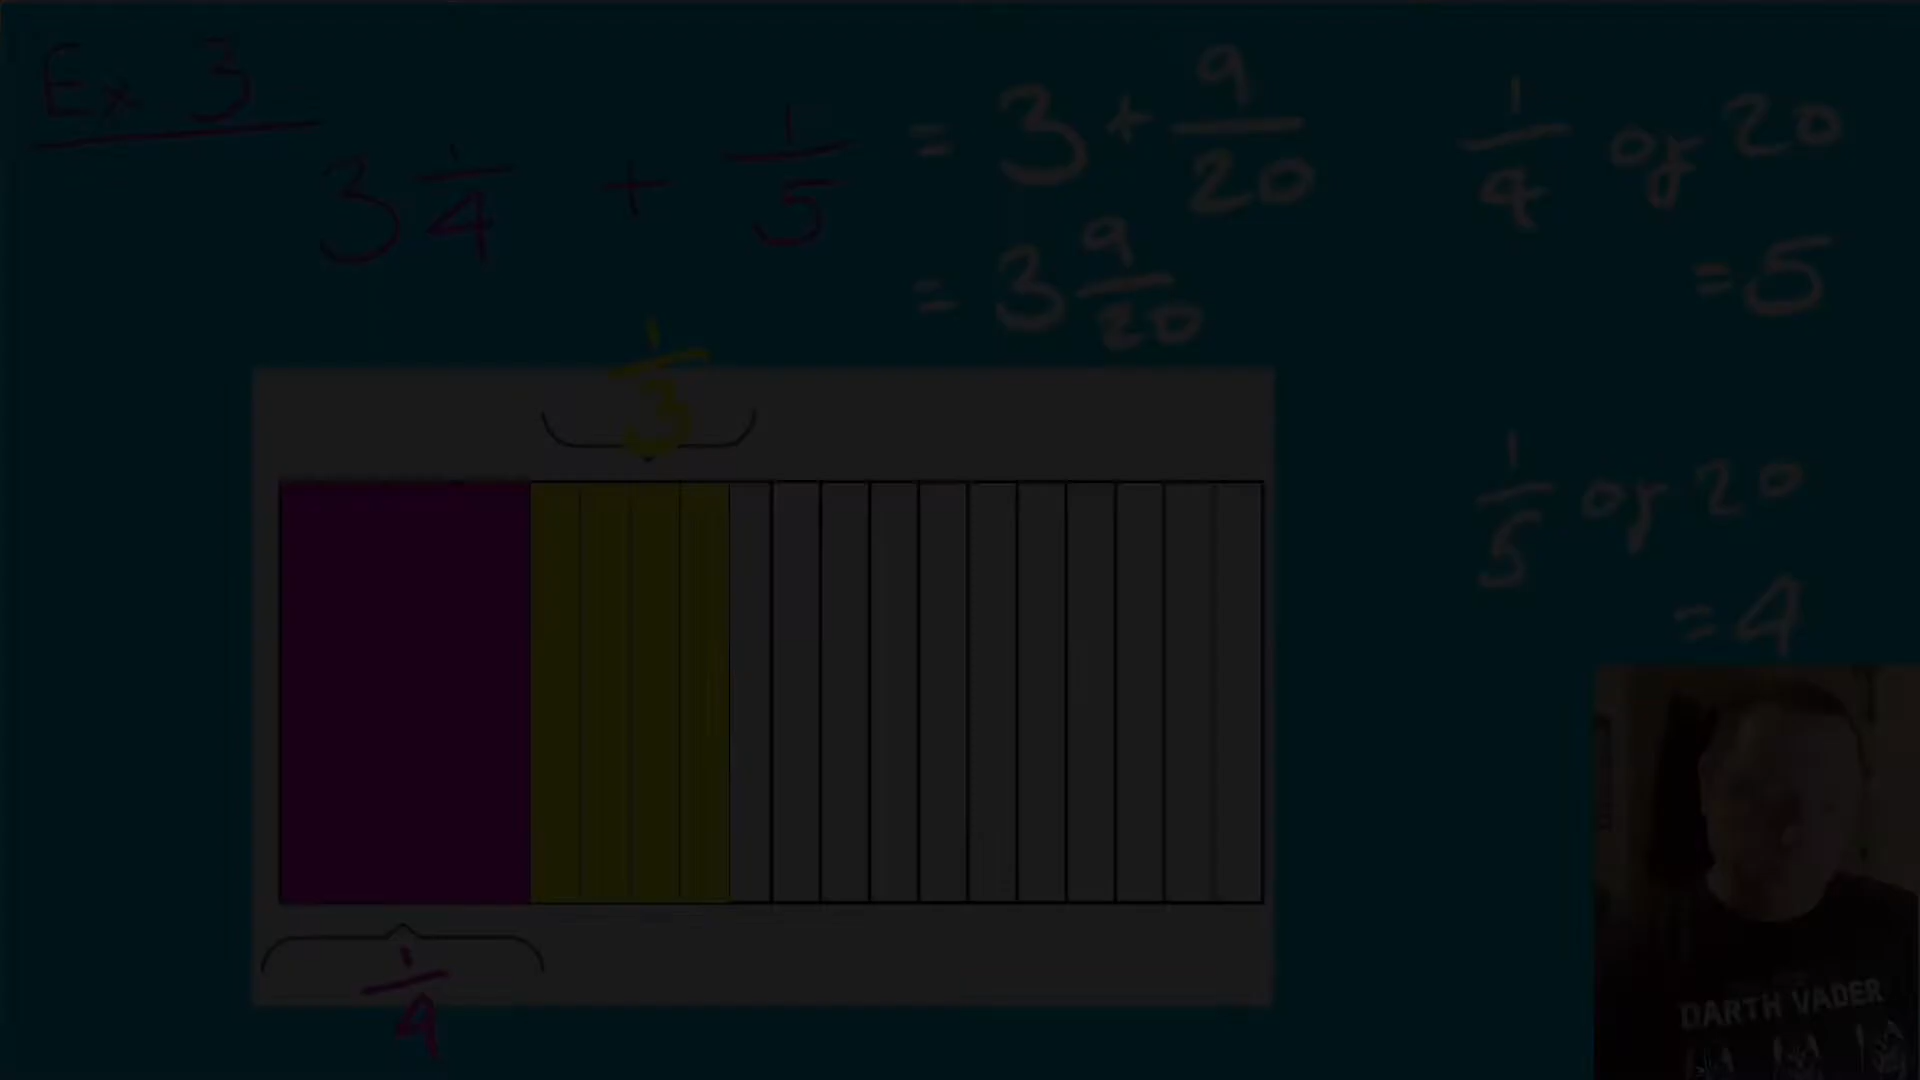 Ex 3
3 1/4 + 1/5 = 3 + 9/20
= 3 9/20
1/4 of 20
= 5
1/5 of 20
= 4
1/3
1/4
DARTH VADER